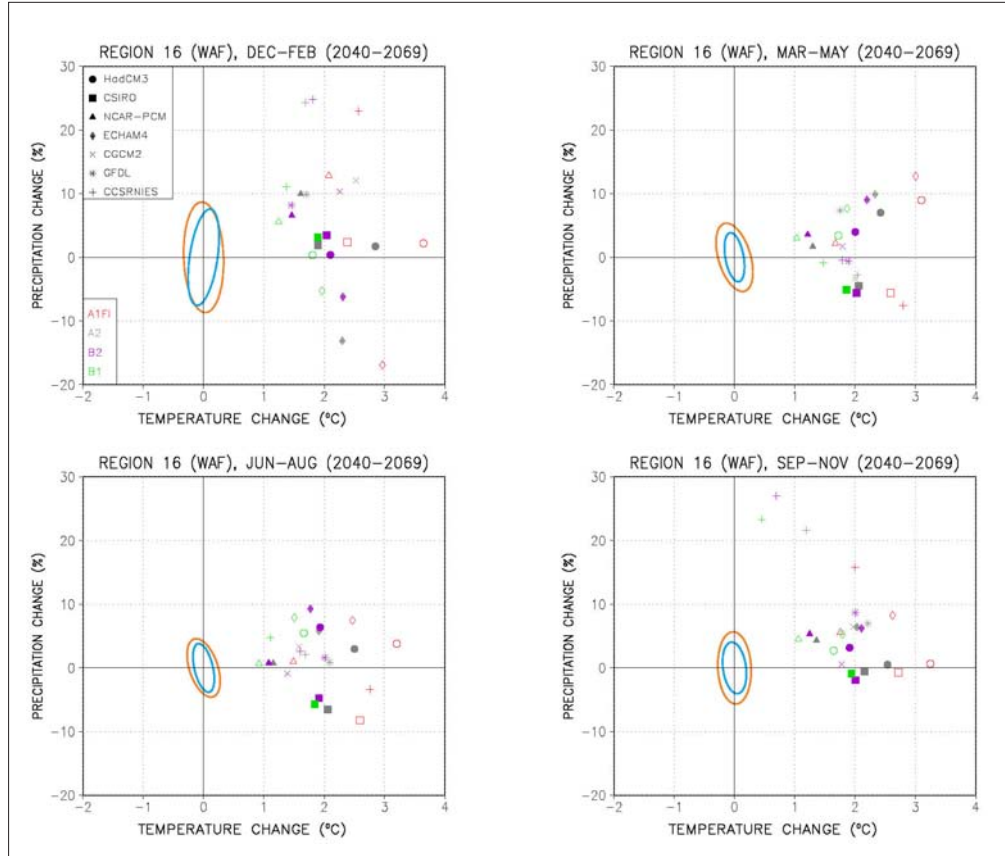 REGION 16 (WAF), DEC-FEB (2040-2069)
30
20
10
0
-10
-20
-2
-1
0
1
2
3
4
PRECIPITATION CHANGE (%)
TEMPERATURE CHANGE (ºC)
HadCM3
CSIRO
NCAR-PCM
ECHAM4
CGCM2
GFDL
CCSRNIES
A1FI
A2
B2
B1
REGION 16 (WAF), MAR-MAY (2040-2069)
30
20
10
0
-10
-20
-2
-1
0
1
2
3
4
PRECIPITATION CHANGE (%)
TEMPERATURE CHANGE (ºC)
REGION 16 (WAF), JUN-AUG (2040-2069)
30
20
10
0
-10
-20
-2
-1
0
1
2
3
4
PRECIPITATION CHANGE (%)
TEMPERATURE CHANGE (ºC)
REGION 16 (WAF), SEP-NOV (2040-2069)
30
20
10
0
-10
-20
-2
-1
0
1
2
3
4
PRECIPITATION CHANGE (%)
TEMPERATURE CHANGE (ºC)